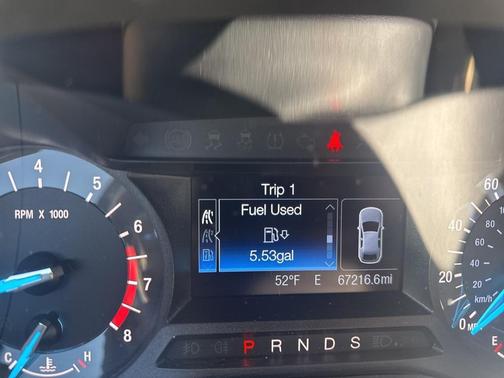 Trip 1
Fuel Used
5.53gal
52°F E 67216.6mi
4 5 6 7 8
RPM X 1000
C H
P R N D S
60
80
40
20
0
km/h
E